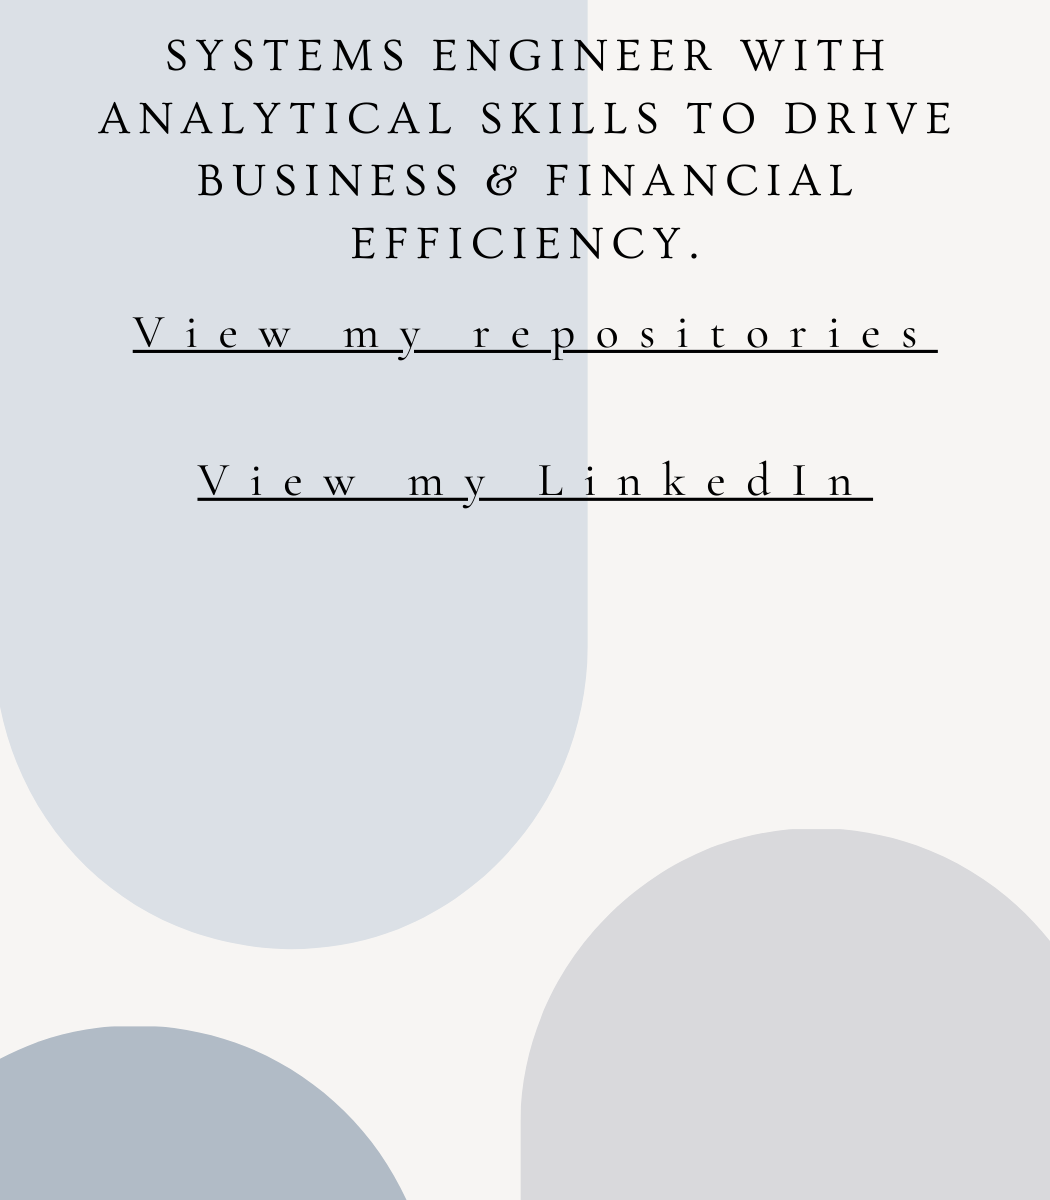 SYSTEMS ENGINEER WITH
ANALYTICAL SKILLS TO DRIVE
BUSINESS & FINANCIAL
EFFICIENCY.
View my repositories
View my LinkedIn